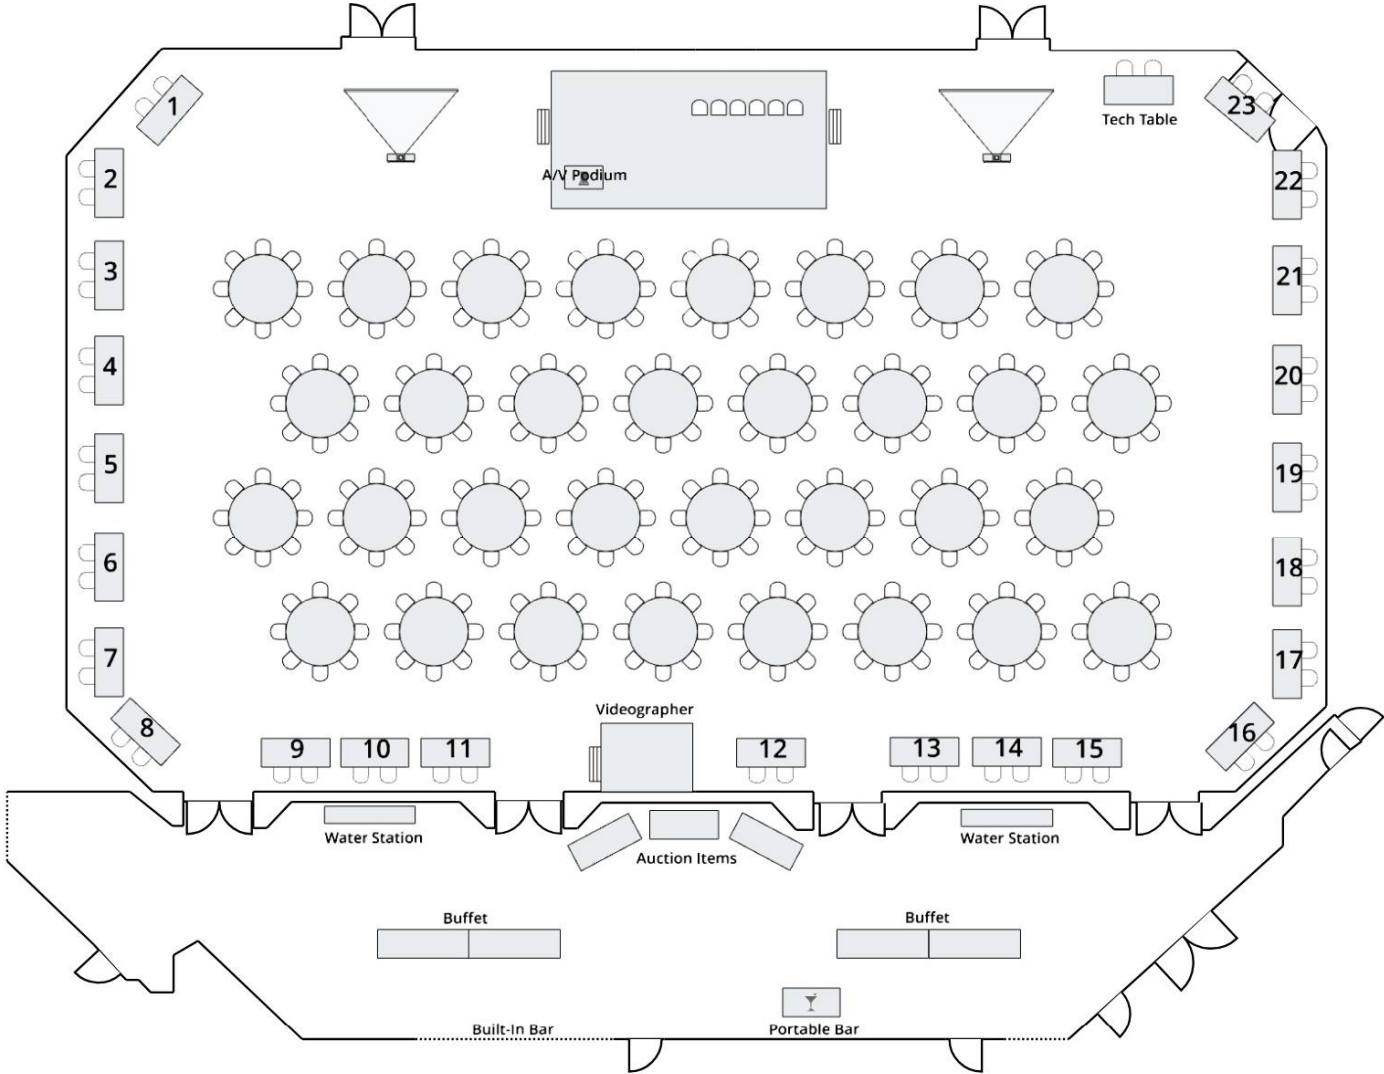 1
23
Tech Table
A/V Podium
2
22
3
21
4
20
5
19
6
18
7
17
Videographer
8
16
9
10
11
12
13
14
15
Water Station
Water Station
Auction Items
Buffet
Buffet
Built-In Bar
Portable Bar